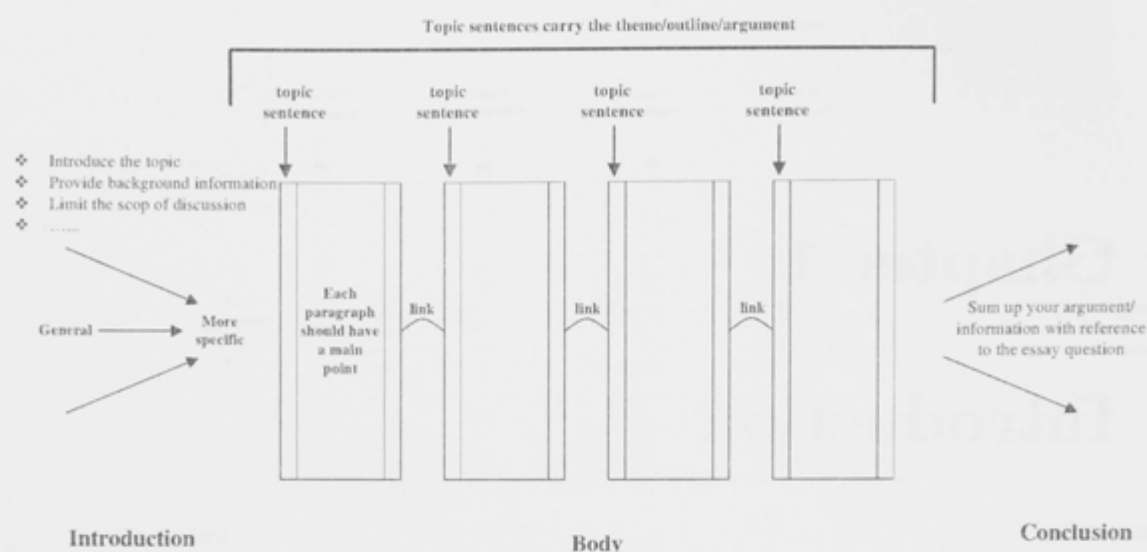 Topic sentences carry the theme/outline/argument
topic
sentence
topic
sentence
topic
sentence
topic
sentence
❖ Introduce the topic
❖ Provide background information
❖ Limit the scop of discussion
❖ ……
General
More
specific
Each
paragraph
should have
a main
point
link
link
link
Sum up your argument/
information with reference
to the essay question
Introduction
Body
Conclusion